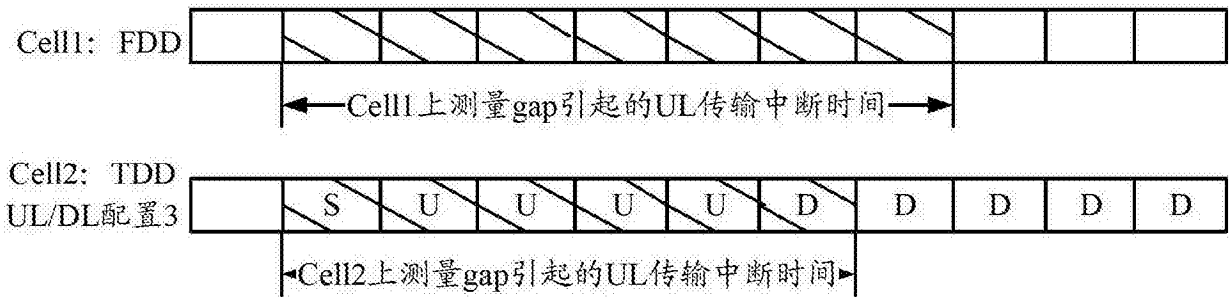 Cell1: FDD
Cell1上测量gap引起的UL传输中断时间
Cell2: TDD
UL/DL配置3
S U U U U D D D D D
Cell2上测量gap引起的UL传输中断时间